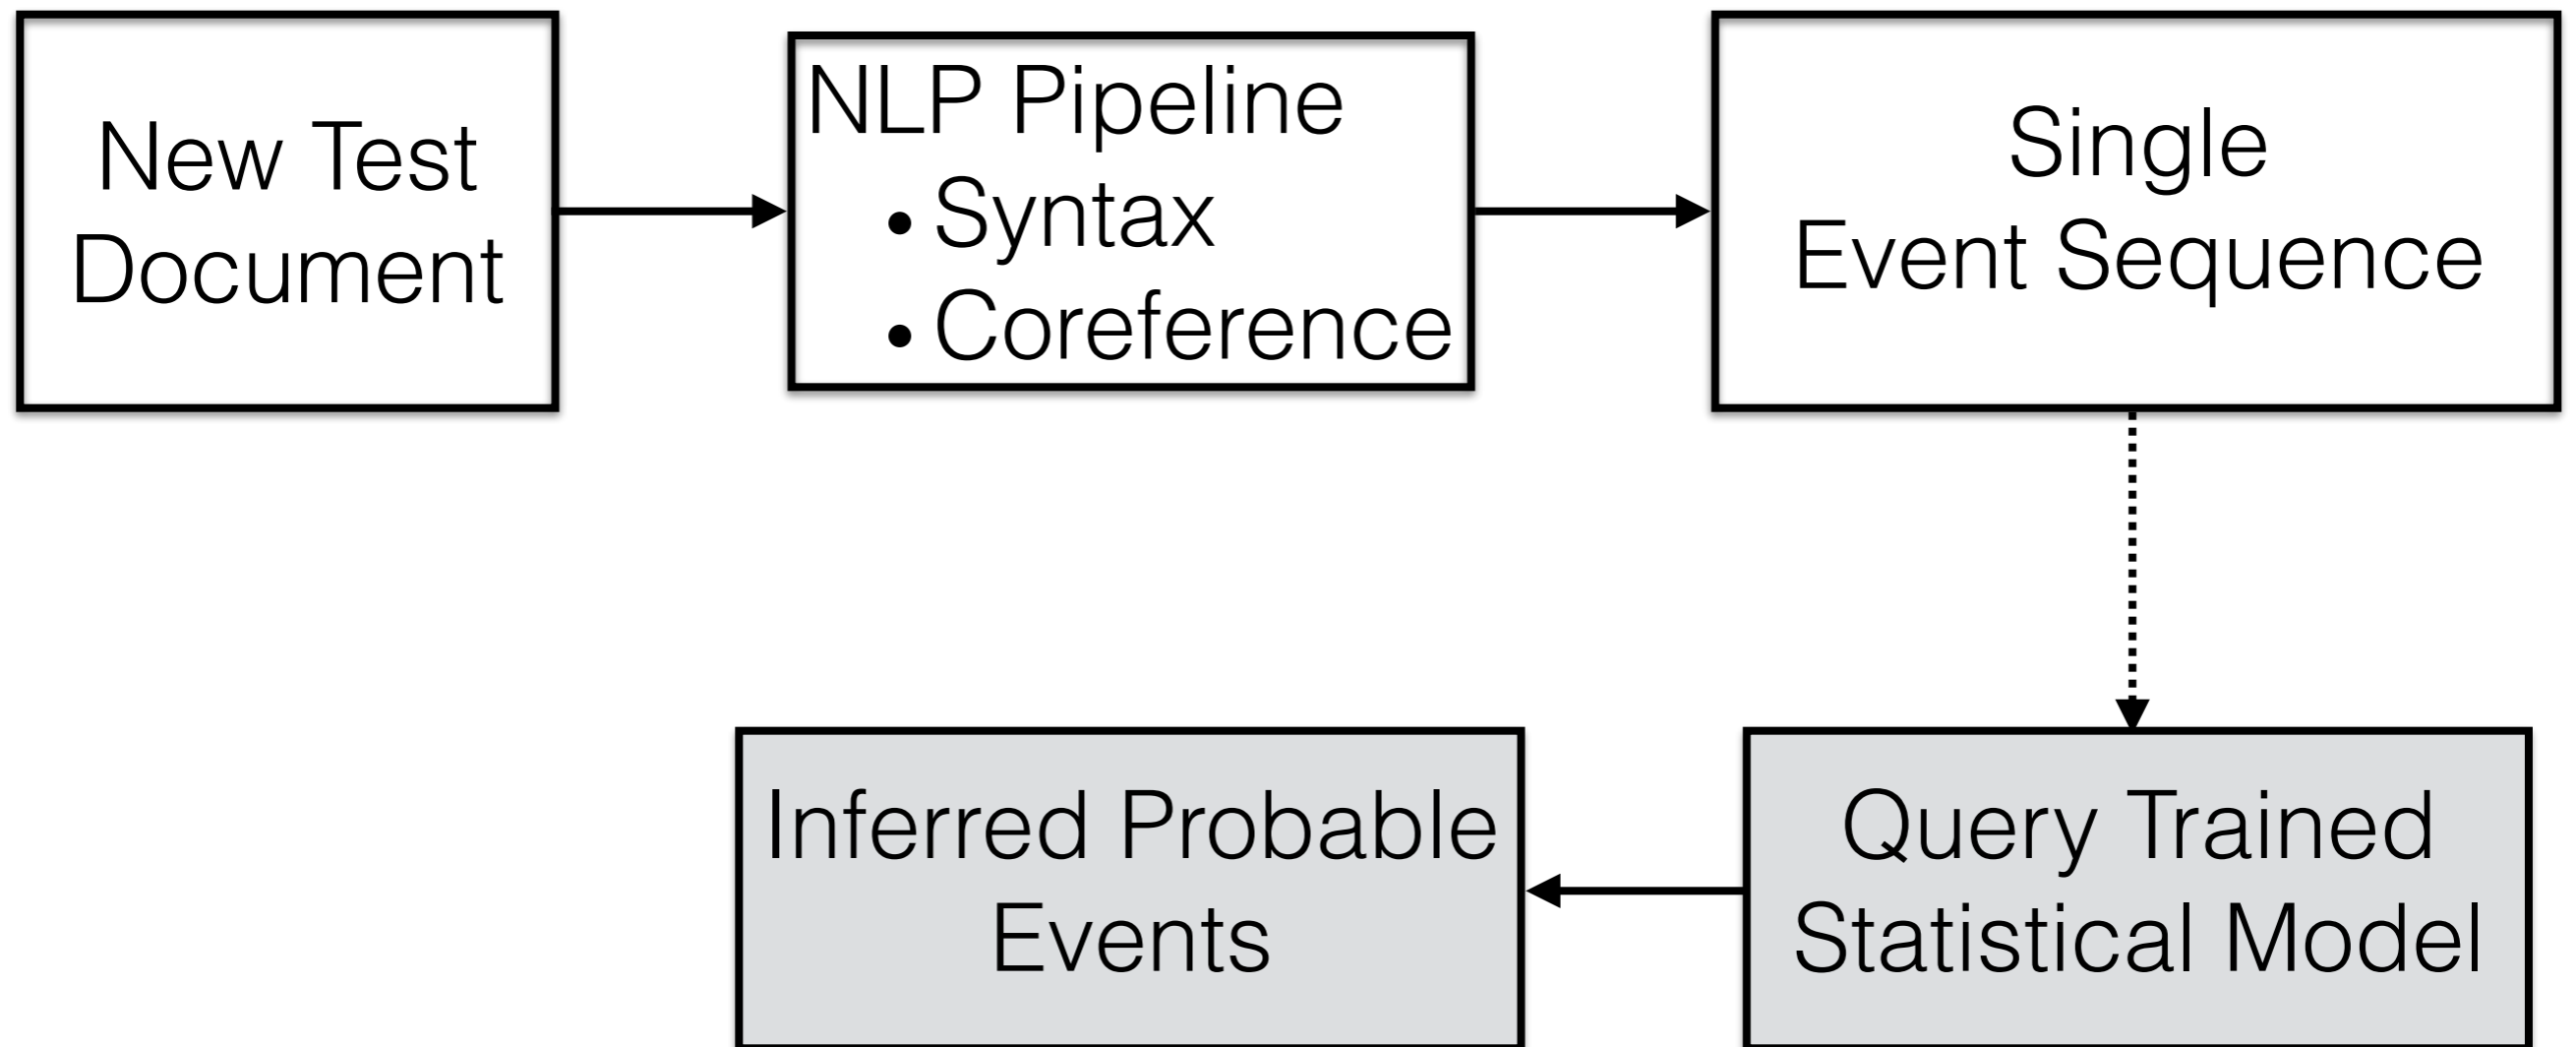 New Test
Document
NLP Pipeline
• Syntax
• Coreference
Single
Event Sequence
Query Trained
Statistical Model
Inferred Probable
Events